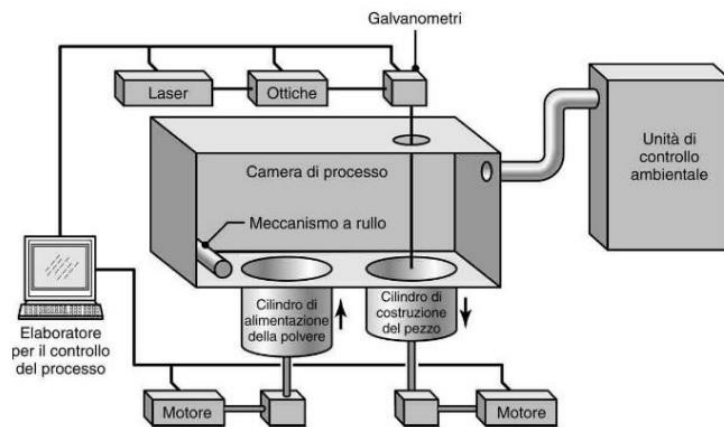 Galvanometri
Laser
Ottiche
Unità di
controllo
ambientale
Camera di processo
Meccanismo a rullo
Cilindro di
alimentazione
della polvere
Cilindro di
costruzione
del pezzo
Elaboratore
per il controllo
del processo
Motore
Motore